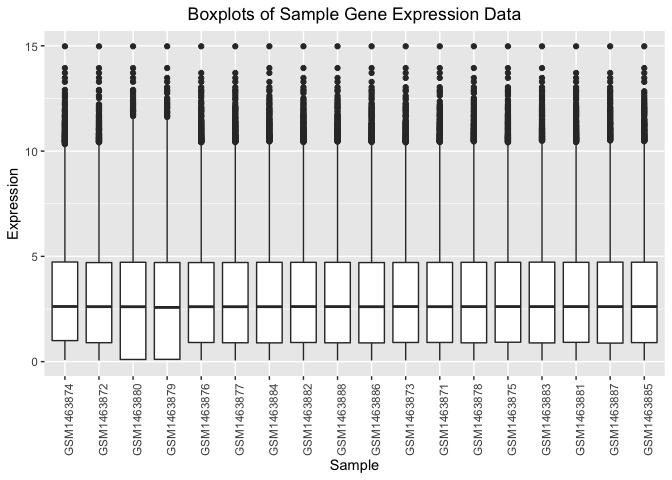 Boxplots of Sample Gene Expression Data
15
10
5
0
Expression
GSM1463874
GSM1463872
GSM1463880
GSM1463879
GSM1463876
GSM1463877
GSM1463884
GSM1463882
GSM1463888
GSM1463886
GSM1463873
GSM1463871
GSM1463878
GSM1463875
GSM1463883
GSM1463881
GSM1463887
GSM1463885
Sample